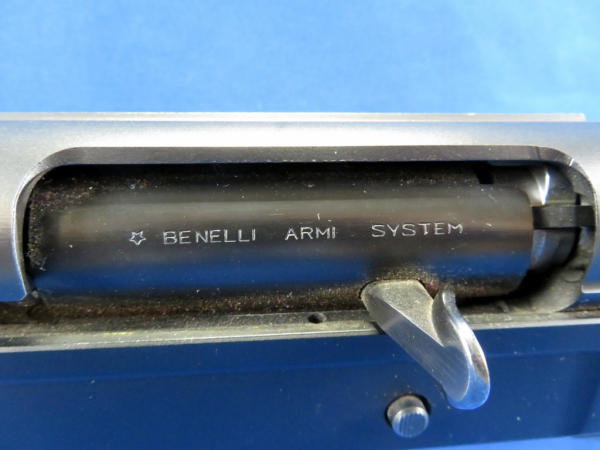 ☆ BENELLI ARMI SYSTEM